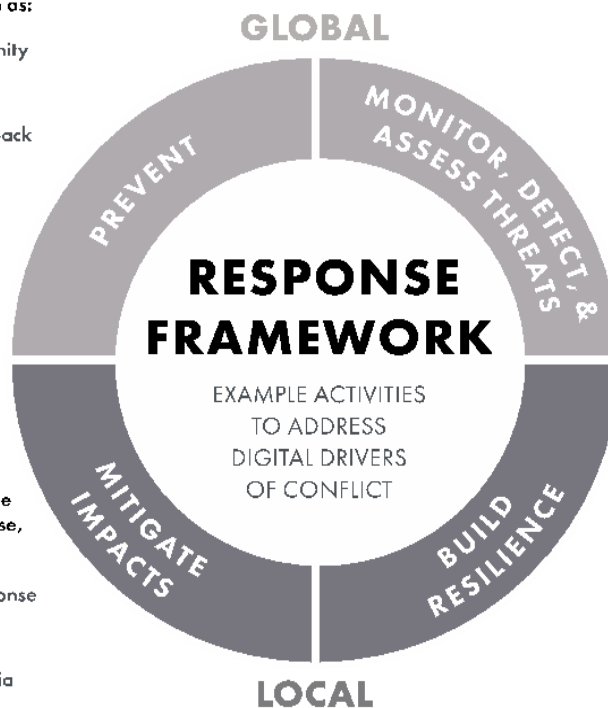 as:
GLOBAL
PREVENT
MONITOR, DETECT, &
ASSESS THREATS
RESPONSE
FRAMEWORK
EXAMPLE ACTIVITIES
TO ADDRESS
DIGITAL DRIVERS
OF CONFLICT
MITIGATE
IMPACTS
BUILD
RESILIENCE
LOCAL